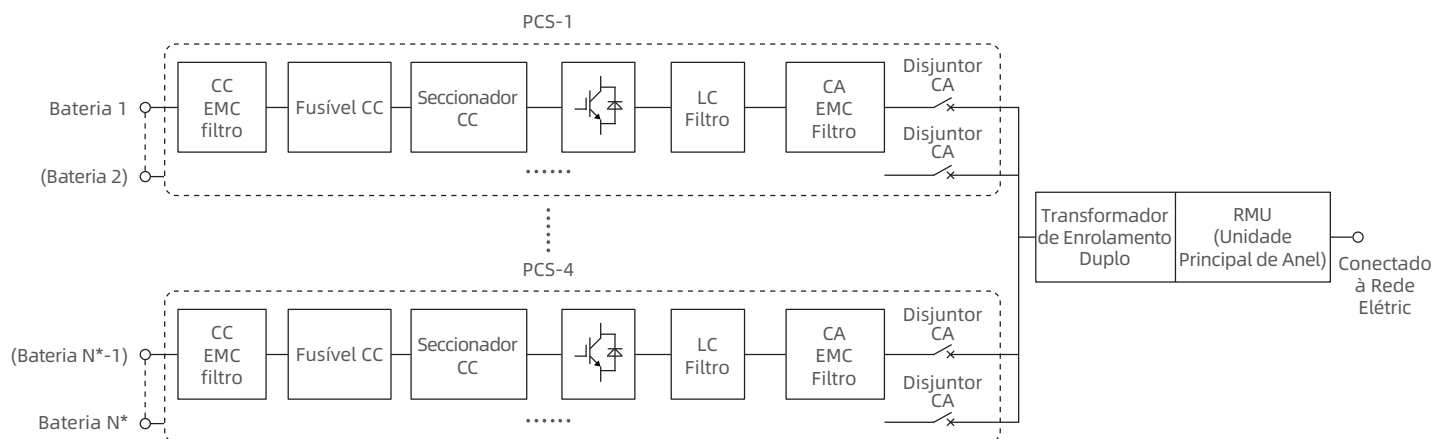 PCS-1
Bateria 1
(Bateria 2)
CC
EMC
filtro
Fusível CC
Seccionador
CC
LC
Filtro
CA
EMC
Filtro
Disjuntor
CA
Disjuntor
CA
......
PCS-4
(Bateria N*-1)
Bateria N*
CC
EMC
filtro
Fusível CC
Seccionador
CC
LC
Filtro
CA
EMC
Filtro
Disjuntor
CA
Disjuntor
CA
......
Transformador
de Enrolamento
Duplo
RMU
(Unidade
Principal de Anel)
Conectado
à Rede
Elétric